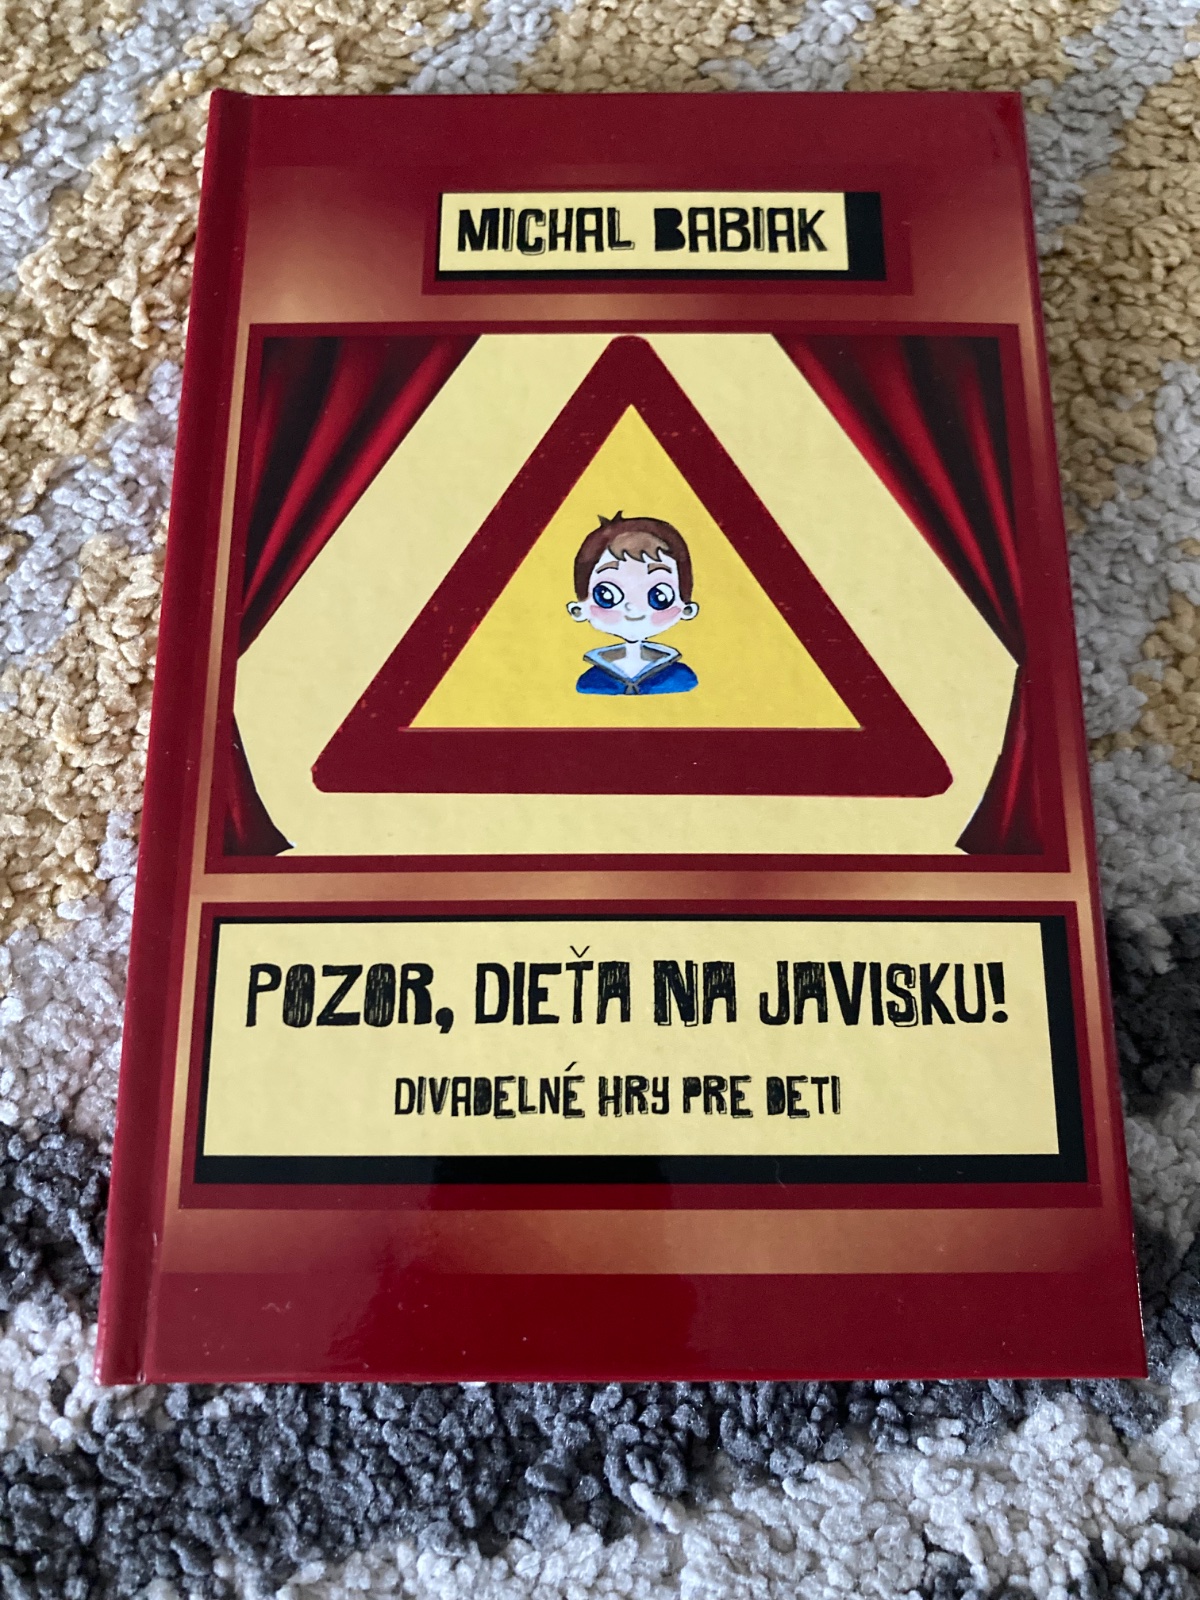 MICHAL BABIAK
POZOR, DIEŤA NA JAVISKU!
DIVADELNÉ HRY PRE DETI